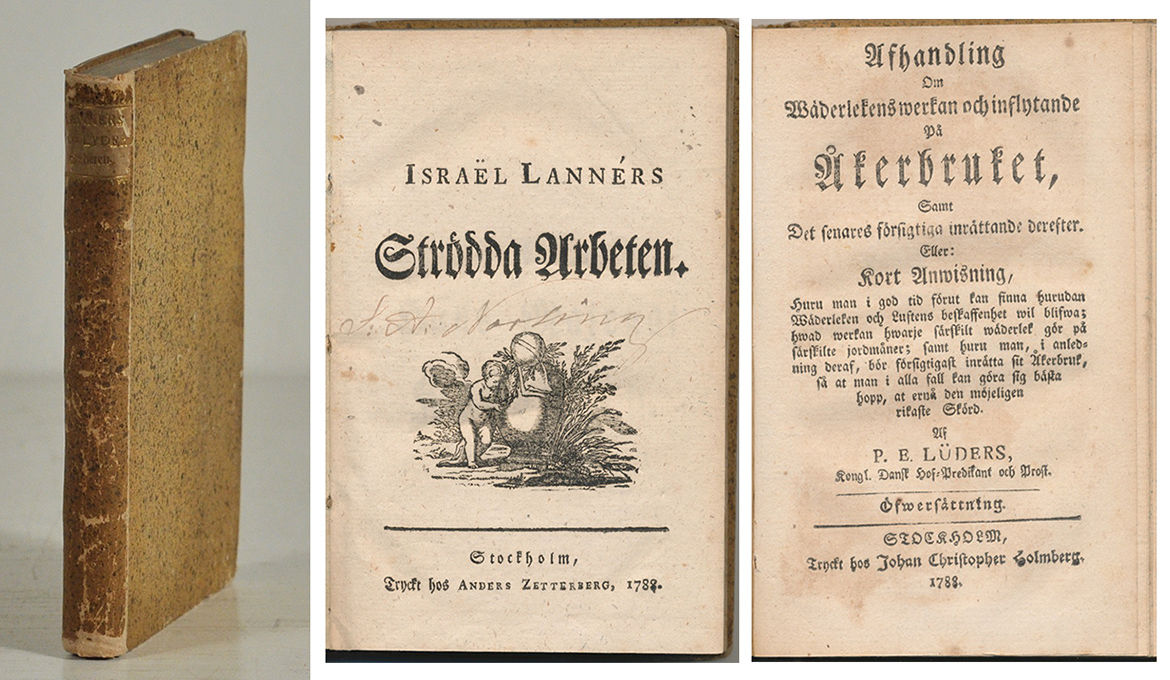 ISRAËL LANNÉRS
Strödda Arbeten.
S. A. Norling
Stockholm,
Tryckt hos ANDERS ZETTERBERG, 1788.
Afhandling
Om
Wäderlekens werkan och inflytande
På
Åkerbruket,
Samt
Det senares försigtiga inrättande derefter.
Eller:
Kort Anwisning,
Huru man i god tid förut kan finna hurudan
Wäderleken och Luftens beskaffenhet wil blifwa;
hwad werkan hwarje särskilt wäderlek gör på
särskilte jordmåner; samt huru man, i anled-
ning deraf, bör försigtigast inrätta sit Åkerbruk,
så at man i alla fall kan göra sig bästa
hopp, at ernå den möjeligen
rikaste Skörd.
Af
P. E. LÜDERS,
Kongl. Dansk Hof-Predikant och Prost.
Öfwersättning.
STOCKHOLM,
Tryckt hos Johan Christopher Holmberg.
1788.